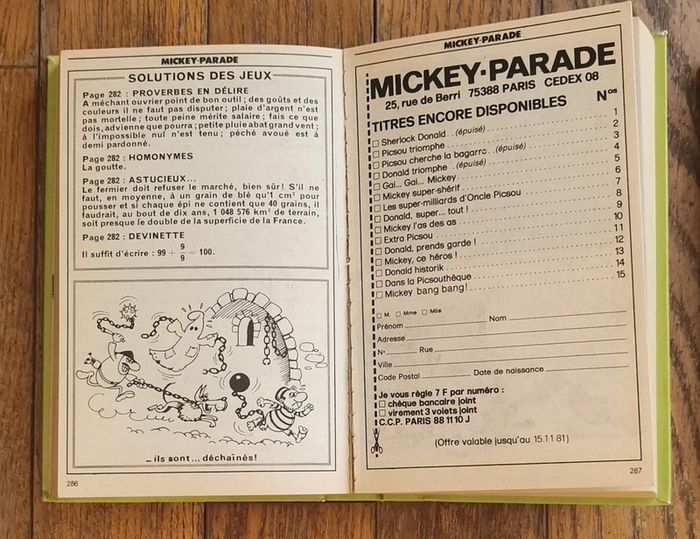 MICKEY-PARADE
SOLUTIONS DES JEUX
Page 282 : PROVERBES EN DÉLIRE
A méchant ouvrier point de bon outil ; des goûts et des
couleurs il ne faut pas disputer ; plaie d'argent n'est
pas mortelle ; toute peine mérite salaire ; fais ce que
dois, advienne que pourra ; petite pluie abat grand vent ;
à l'impossible nul n'est tenu ; péché avoué est à
demi pardonné.
Page 282 : HOMONYMES
La goutte.
Page 282 : ASTUCIEUX...
Le fermier doit refuser le marché, bien sûr! S'il ne
faut, en moyenne, à un grain de blé qu'1 cm² pour
pousser et si chaque épi ne contient que 40 grains, il
faudrait, au bout de dix ans, 1 048 576 km² de terrain,
soit presque le double de la superficie de la France.
Page 282 : DEVINETTE
Il suffit d'écrire : 99 + 9/9 = 100.
... ils sont... déchaînés!
286
MICKEY-PARADE
MICKEY-PARADE
25, rue de Berri 75388 PARIS CEDEX 08
TITRES ENCORE DISPONIBLES Nos
Sherlock Donald (épuisé) 1
Picsou triomphe 2
Picsou cherche la bagarre (épuisé) 3
Donald triomphe (épuisé) 4
Gai... Gai... Mickey 5
Mickey super-shérif 6
Les super-milliards d'Oncle Picsou 7
Donald, super... tout ! 8
Mickey l'as des as 9
Extra Picsou 10
Donald, prends garde ! 11
Mickey, ce héros ! 12
Donald historik 13
Dans la Picsouthèque 14
Mickey bang bang! 15
M. Mme Mlle
Prénom Nom
Adresse
N° Rue
Ville
Code Postal Date de naissance
Je vous règle 7 F par numéro :
chèque bancaire joint
virement 3 volets joint
C.C.P. PARIS 88 11 10 J
(Offre valable jusqu'au 15.11.81)
287